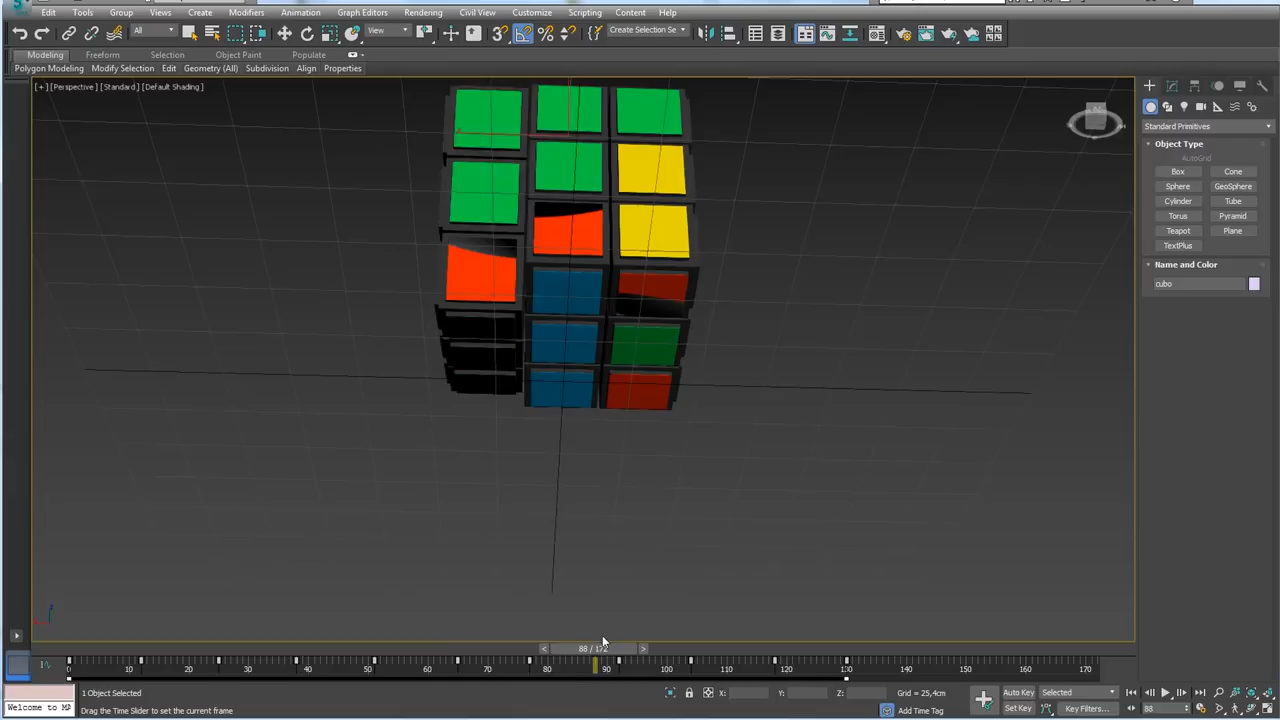 Edit Tools Group Views Create Modifiers Animation Graph Editors Rendering Civil View Customize Scripting Content Help
All View Create Selection Se
Modeling Freeform Selection Object Paint Populate
Polygon Modeling Modify Selection Edit Geometry (All) Subdivision Align Properties
[+] [Perspective] [Standard] [Default Shading]
Standard Primitives
Object Type
AutoGrid
Box Cone
Sphere GeoSphere
Cylinder Tube
Torus Pyramid
Teapot Plane
TextPlus
Name and Color
cubo
< 88 / 172 >
0 10 20 30 40 50 60 70 80 90 100 110 120 130 140 150 160 170
1 Object Selected X: Y: Z: Grid = 25,4cm Auto Key Selected
Welcome to M Drag the Time Slider to set the current frame Add Time Tag Set Key Key Filters... 88